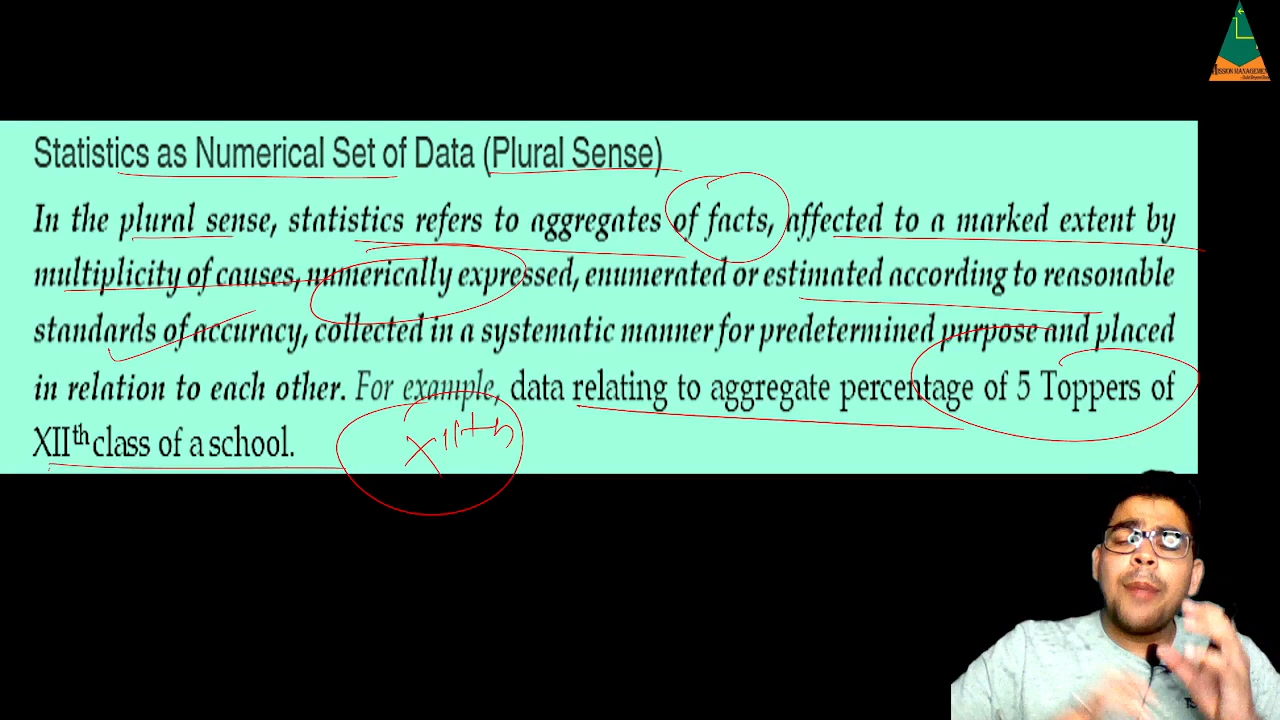 MISSION MANAGEMENT
Statistics as Numerical Set of Data (Plural Sense)
In the plural sense, statistics refers to aggregates of facts, affected to a marked extent by
multiplicity of causes, numerically expressed, enumerated or estimated according to reasonable
standards of accuracy, collected in a systematic manner for predetermined purpose and placed
in relation to each other. For example, data relating to aggregate percentage of 5 Toppers of
XIIth class of a school.
XIIth